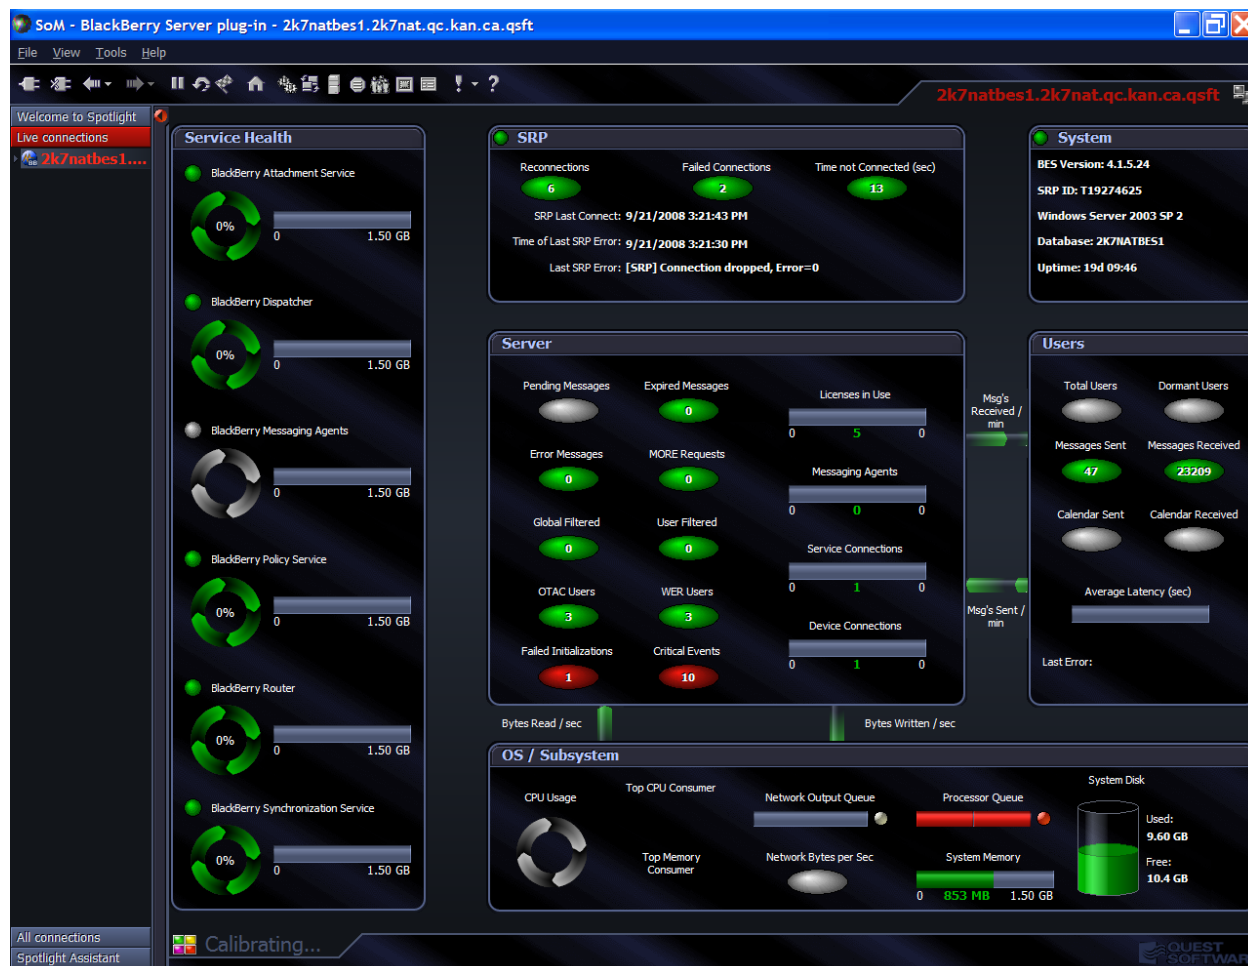 SoM - BlackBerry Server plug-in - 2k7natbes1.2k7nat.qc.kan.ca.qsft
File View Tools Help
2k7natbes1.2k7nat.qc.kan.ca.qsft
Welcome to Spotlight
Live connections
2k7natbes1....
Service Health
BlackBerry Attachment Service
0%
0 1.50 GB
BlackBerry Dispatcher
0%
0 1.50 GB
BlackBerry Messaging Agents
0 1.50 GB
BlackBerry Policy Service
0%
0 1.50 GB
BlackBerry Router
0%
0 1.50 GB
BlackBerry Synchronization Service
0%
0 1.50 GB
SRP
Reconnections Failed Connections Time not Connected (sec)
6 2 13
SRP Last Connect: 9/21/2008 3:21:43 PM
Time of Last SRP Error: 9/21/2008 3:21:30 PM
Last SRP Error: [SRP] Connection dropped, Error=0
System
BES Version: 4.1.5.24
SRP ID: T19274625
Windows Server 2003 SP 2
Database: 2K7NATBES1
Uptime: 19d 09:46
Server
Pending Messages Expired Messages
0
Error Messages MORE Requests
0 0
Global Filtered User Filtered
0 0
OTAC Users WER Users
3 3
Failed Initializations Critical Events
1 10
Licenses in Use
0 5 0
Messaging Agents
0 0 0
Service Connections
0 1 0
Device Connections
0 1 0
Msg's
Received /
min
Msg's Sent /
min
Users
Total Users Dormant Users
Messages Sent Messages Received
47 23209
Calendar Sent Calendar Received
Average Latency (sec)
Last Error:
Bytes Read / sec Bytes Written / sec
OS / Subsystem
CPU Usage
Top CPU Consumer
Top Memory
Consumer
Network Output Queue
Network Bytes per Sec
Processor Queue
System Memory
0 853 MB 1.50 GB
System Disk
Used:
9.60 GB
Free:
10.4 GB
All connections
Spotlight Assistant
Calibrating...
QUEST
SOFTWAR